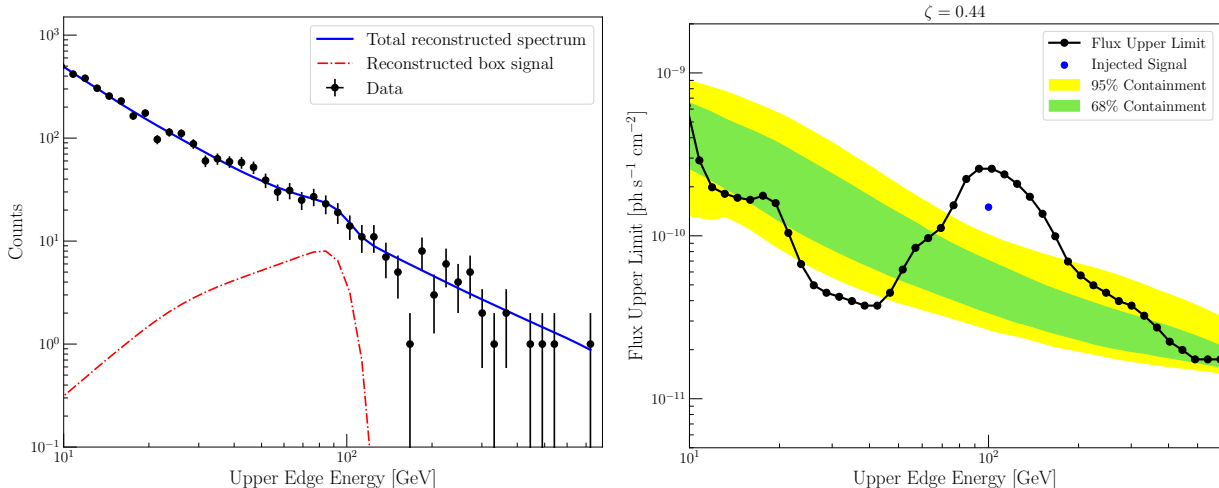 Total reconstructed spectrum
Reconstructed box signal
Data
10³
10²
10¹
10⁰
10⁻¹
Counts
10¹
10²
Upper Edge Energy [GeV]
ζ = 0.44
Flux Upper Limit
Injected Signal
95% Containment
68% Containment
10⁻⁹
10⁻¹⁰
10⁻¹¹
Flux Upper Limit [ph s⁻¹ cm⁻²]
10¹
10²
Upper Edge Energy [GeV]